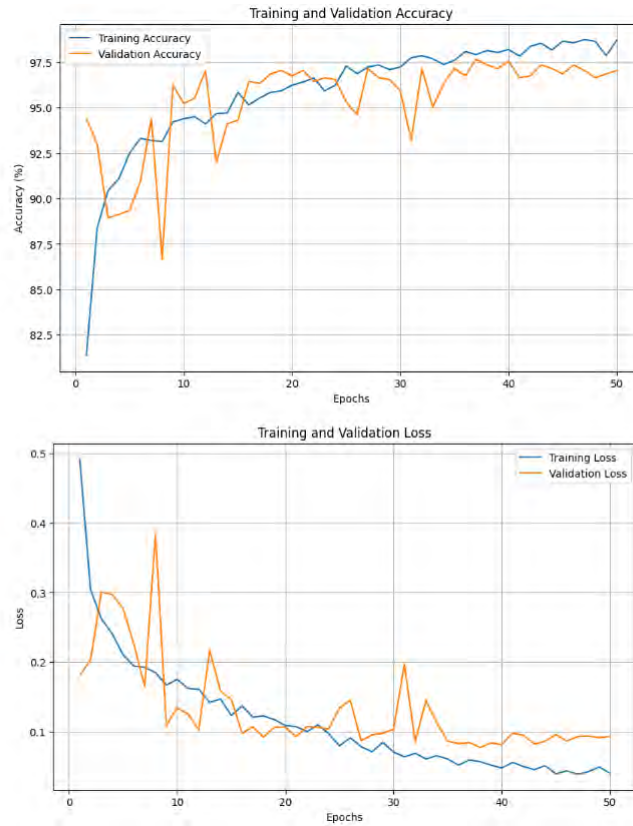 Training and Validation Accuracy
Training Accuracy
Validation Accuracy
97.5
95.0
92.5
90.0
87.5
85.0
82.5
Accuracy (%)
0
10
20
30
40
50
Epochs
Training and Validation Loss
Training Loss
Validation Loss
0.5
0.4
0.3
0.2
0.1
Loss
0
10
20
30
40
50
Epochs